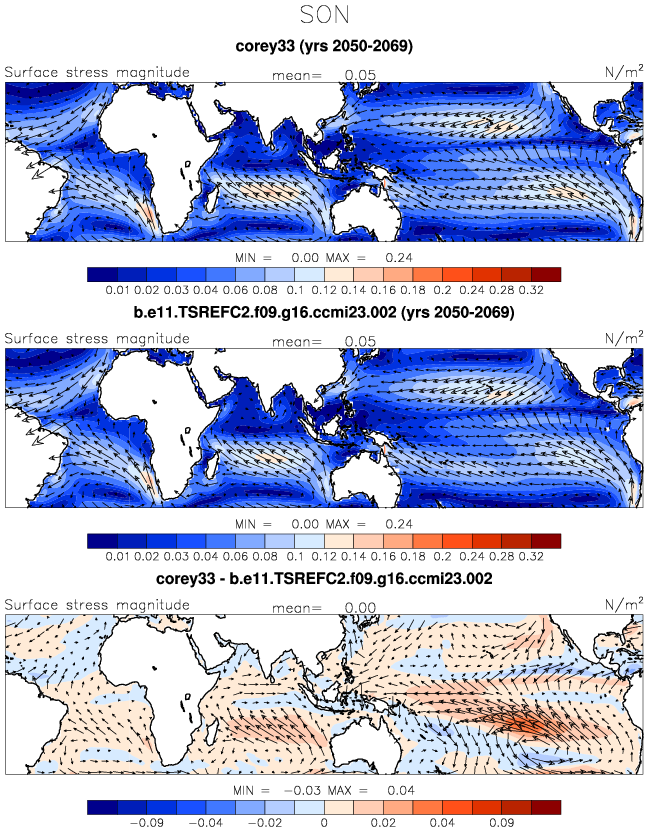 SON
corey33 (yrs 2050-2069)
Surface stress magnitude mean= 0.05 N/m²
MIN = 0.00 MAX = 0.24
0.01 0.02 0.03 0.04 0.06 0.08 0.1 0.12 0.14 0.16 0.18 0.2 0.24 0.28 0.32
b.e11.TSREFC2.f09.g16.ccmi23.002 (yrs 2050-2069)
Surface stress magnitude mean= 0.05 N/m²
MIN = 0.00 MAX = 0.24
0.01 0.02 0.03 0.04 0.06 0.08 0.1 0.12 0.14 0.16 0.18 0.2 0.24 0.28 0.32
corey33 - b.e11.TSREFC2.f09.g16.ccmi23.002
Surface stress magnitude mean= 0.00 N/m²
MIN = −0.03 MAX = 0.04
−0.09 −0.04 −0.02 0 0.02 0.04 0.09